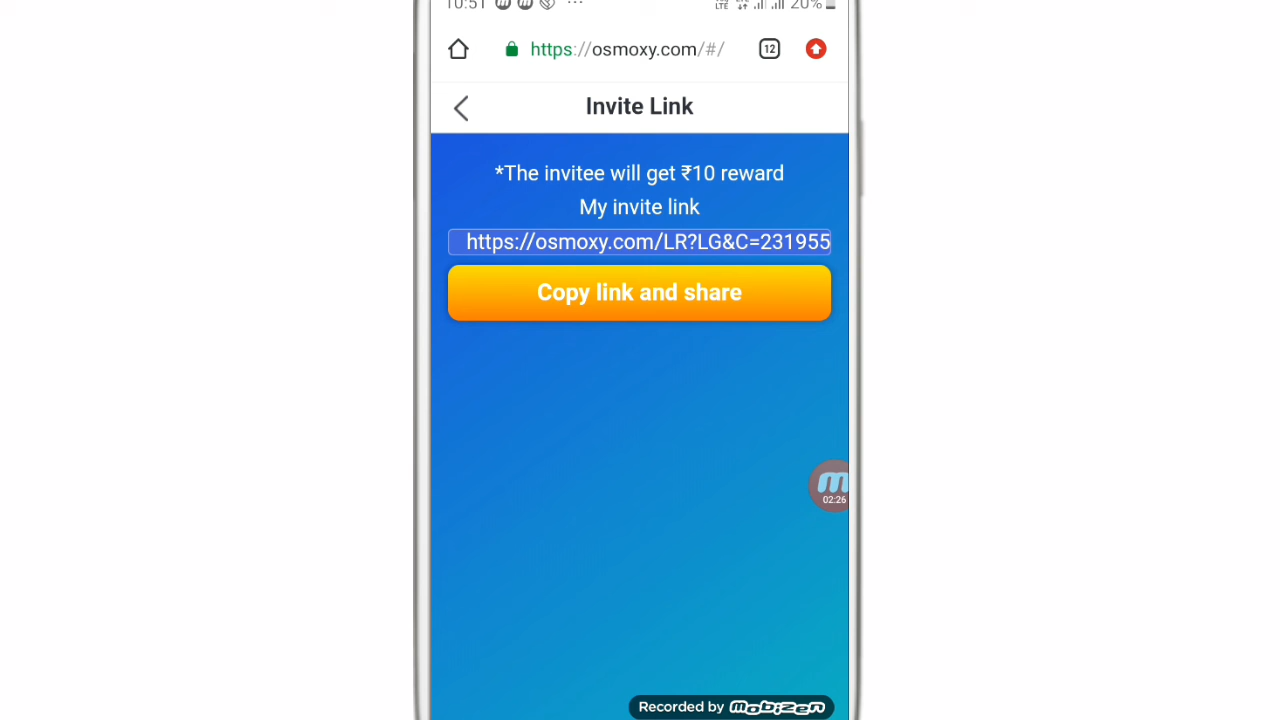 10:51 20%
https://osmoxy.com/#/ 12
Invite Link
*The invitee will get ₹10 reward
My invite link
https://osmoxy.com/LR?LG&C=231955
Copy link and share
m
02:26
Recorded by mobizen